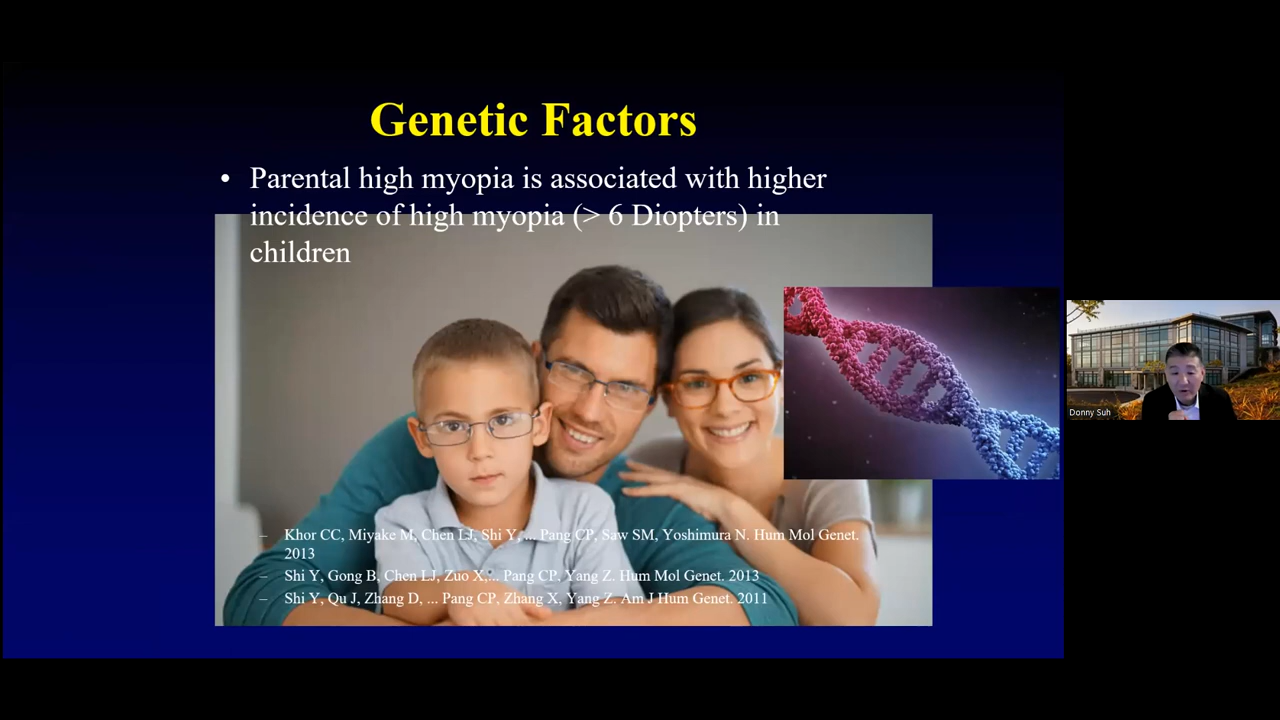 Genetic Factors
• Parental high myopia is associated with higher
incidence of high myopia (> 6 Diopters) in
children
– Khor CC, Miyake M, Chen LJ, Shi Y, ... Pang CP, Saw SM, Yoshimura N. Hum Mol Genet.
2013
– Shi Y, Gong B, Chen LJ, Zuo X,... Pang CP, Yang Z. Hum Mol Genet. 2013
– Shi Y, Qu J, Zhang D, ... Pang CP, Zhang X, Yang Z. Am J Hum Genet. 2011
Donny Suh